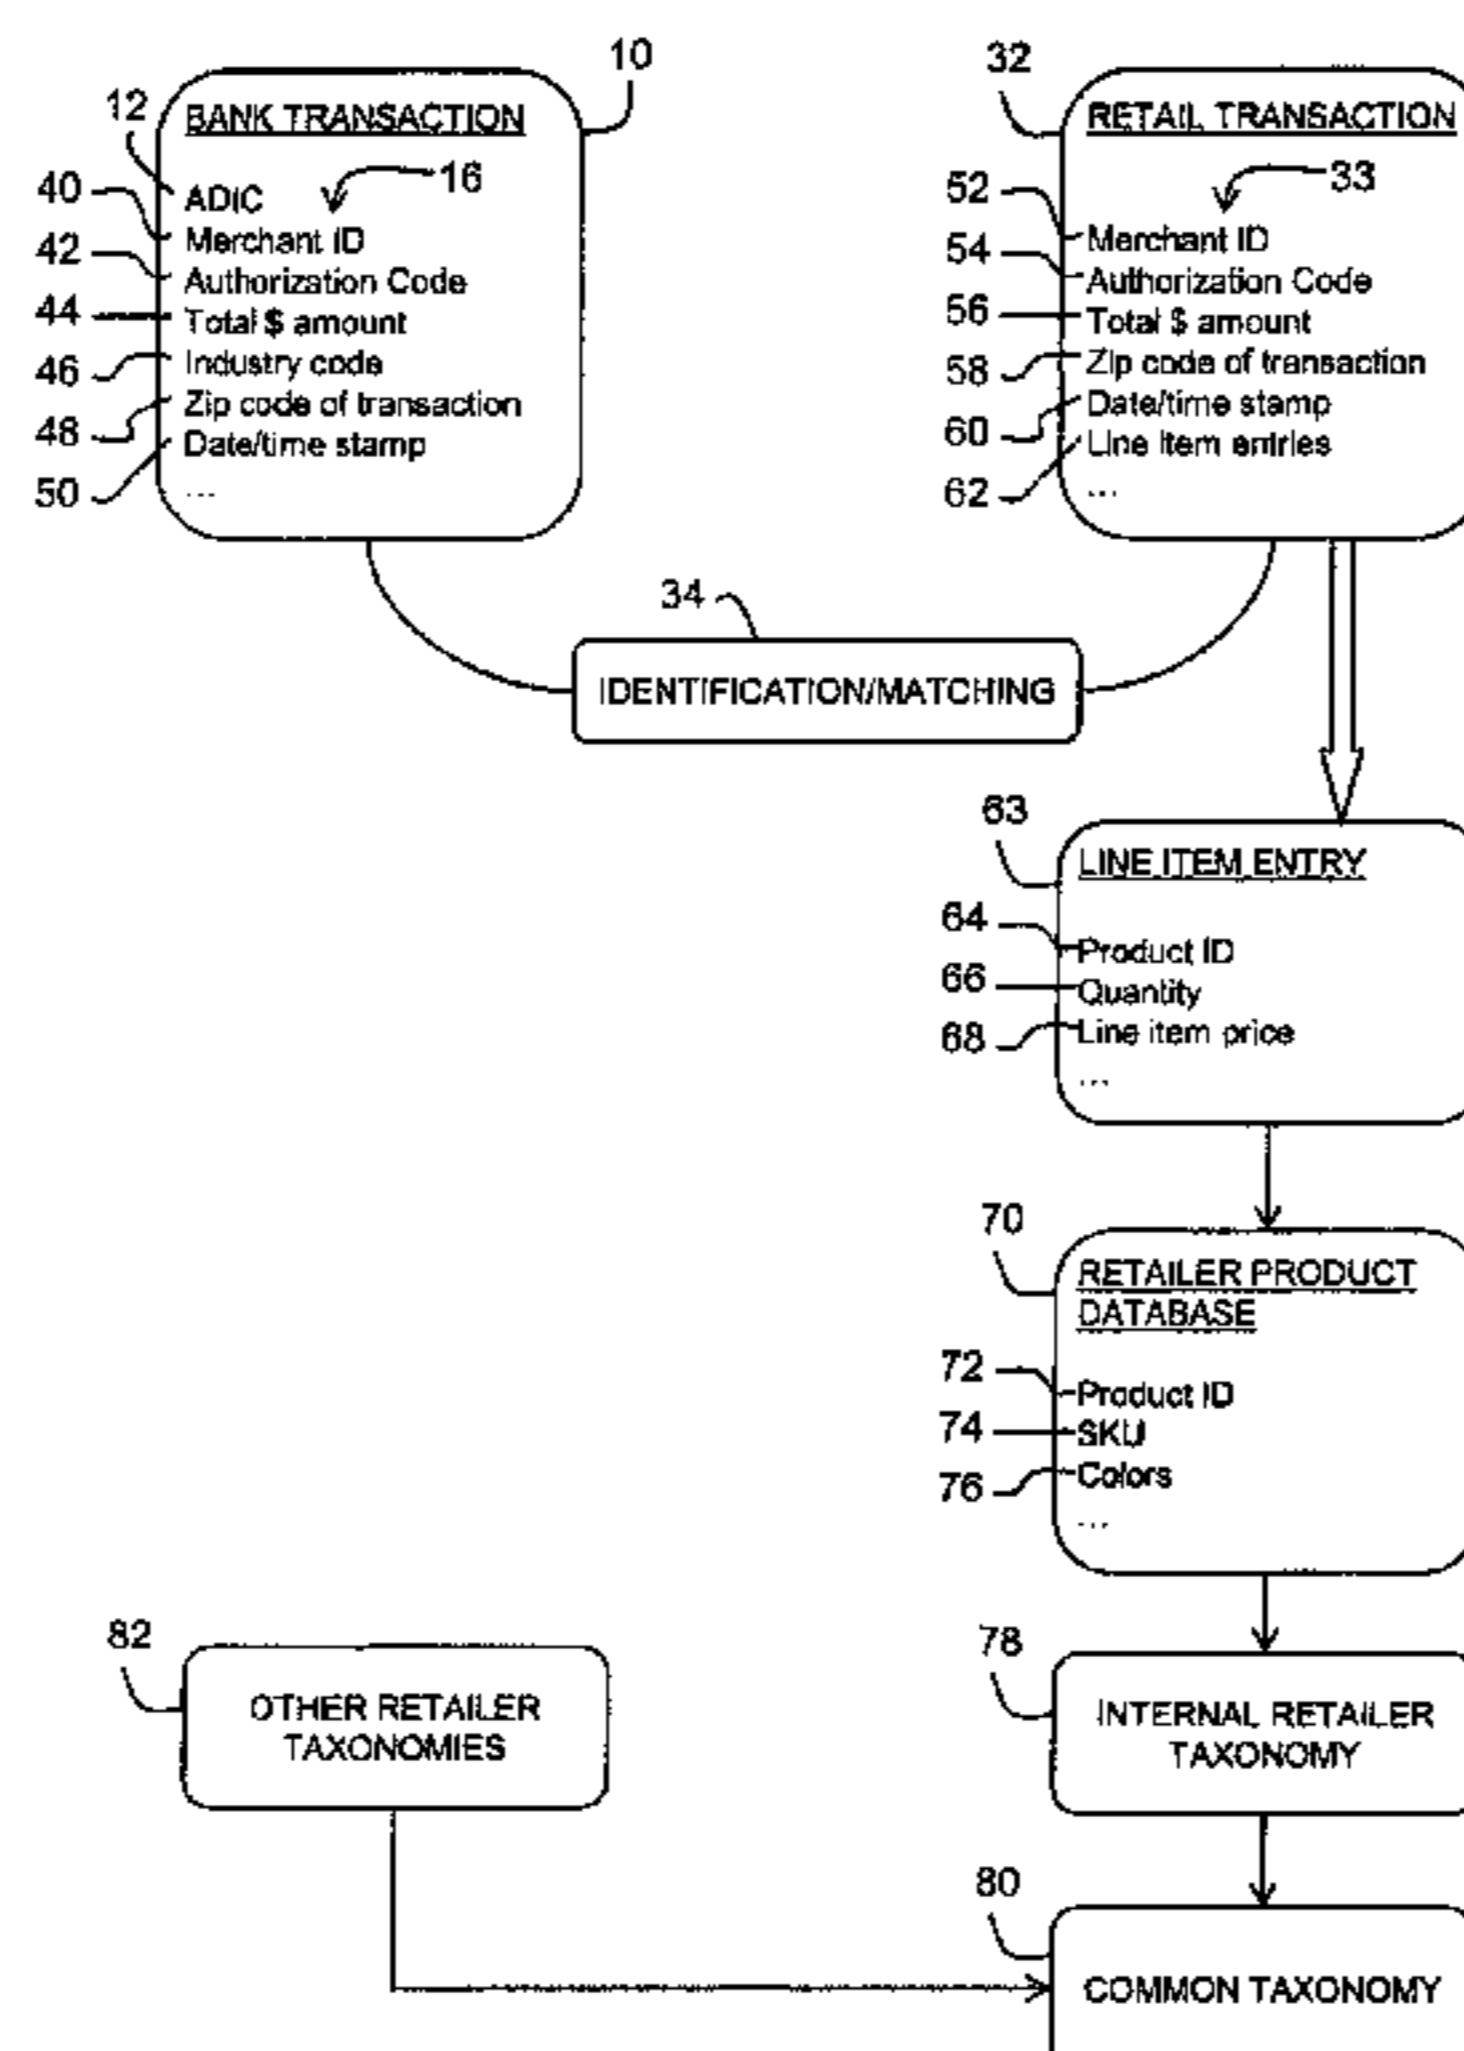 10
12
BANK TRANSACTION
16
ADIC
40
Merchant ID
42
Authorization Code
44
Total $ amount
46
Industry code
48
Zip code of transaction
50
Date/time stamp
...
32
RETAIL TRANSACTION
33
52
Merchant ID
54
Authorization Code
56
Total $ amount
58
Zip code of transaction
60
Date/time stamp
62
Line item entries
...
34
IDENTIFICATION/MATCHING
63
LINE ITEM ENTRY
64
Product ID
66
Quantity
68
Line item price
...
70
RETAILER PRODUCT
DATABASE
72
Product ID
74
SKU
76
Colors
...
82
OTHER RETAILER
TAXONOMIES
78
INTERNAL RETAILER
TAXONOMY
80
COMMON TAXONOMY